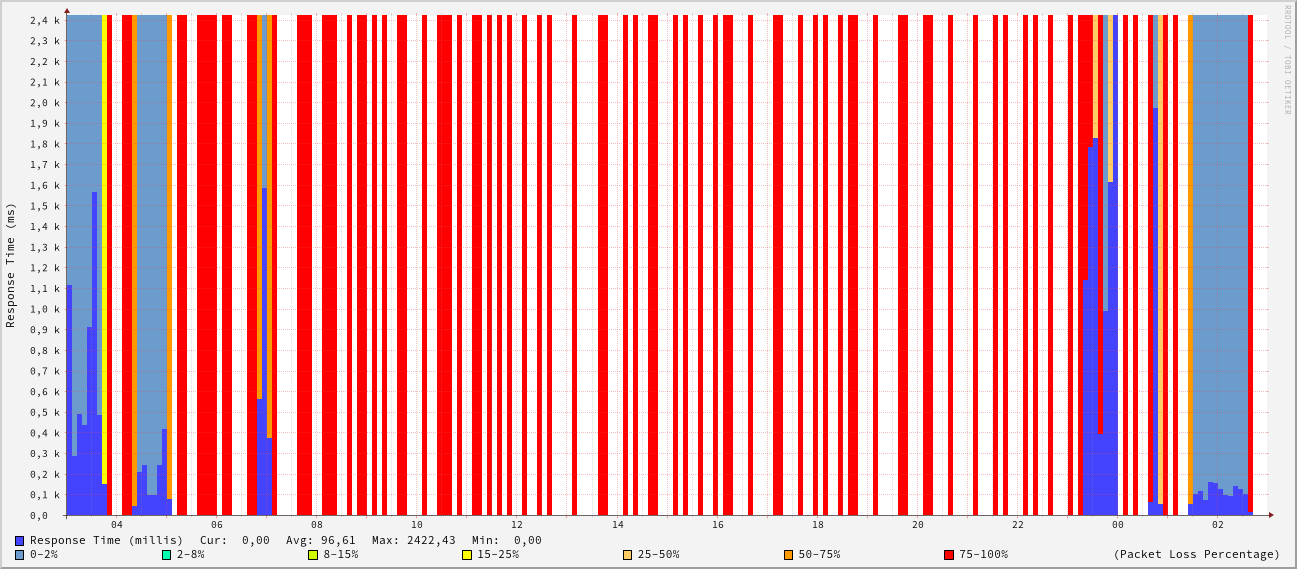 RRDTOOL / TOBI OETIKER
Response Time (ms)
2,4 k
2,3 k
2,2 k
2,1 k
2,0 k
1,9 k
1,8 k
1,7 k
1,6 k
1,5 k
1,4 k
1,3 k
1,2 k
1,1 k
1,0 k
0,9 k
0,8 k
0,7 k
0,6 k
0,5 k
0,4 k
0,3 k
0,2 k
0,1 k
0,0
04 06 08 10 12 14 16 18 20 22 00 02
Response Time (millis) Cur: 0,00 Avg: 96,61 Max: 2422,43 Min: 0,00
0-2% 2-8% 8-15% 15-25% 25-50% 50-75% 75-100% (Packet Loss Percentage)